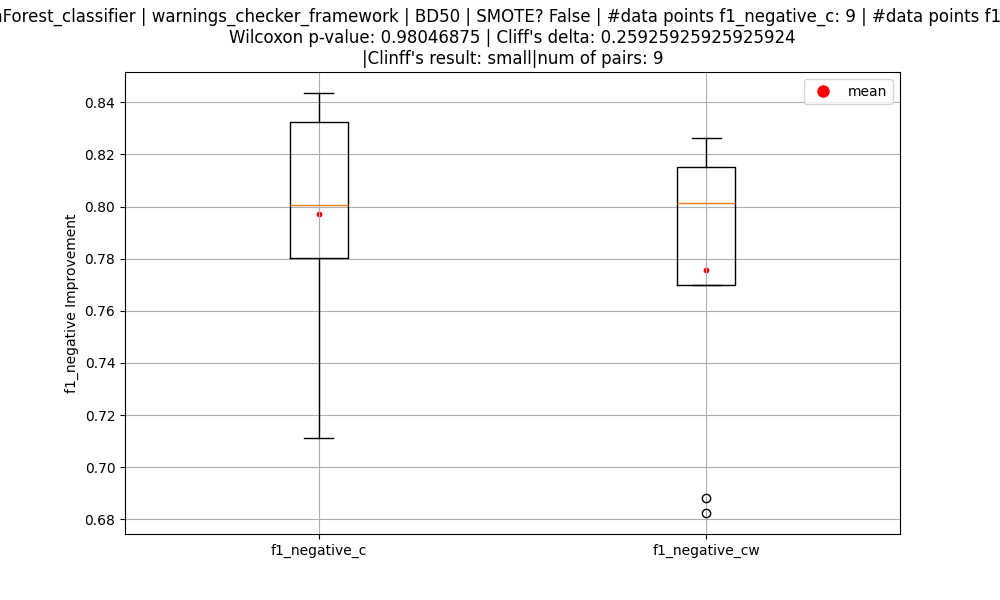 Forest_classifier | warnings_checker_framework | BD50 | SMOTE? False | #data points f1_negative_c: 9 | #data points f1
Wilcoxon p-value: 0.98046875 | Cliff's delta: 0.25925925925925924
|Clinff's result: small|num of pairs: 9
mean
0.84
0.82
0.80
0.78
0.76
0.74
0.72
0.70
0.68
f1_negative Improvement
f1_negative_c
f1_negative_cw